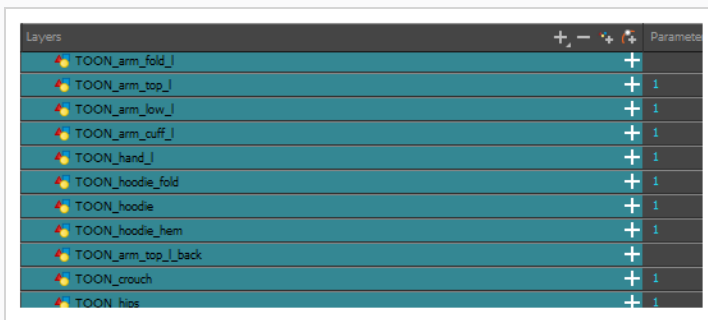 Layers Parameter
TOON_arm_fold_l
TOON_arm_top_l 1
TOON_arm_low_l 1
TOON_arm_cuff_l 1
TOON_hand_l 1
TOON_hoodie_fold 1
TOON_hoodie 1
TOON_hoodie_hem 1
TOON_arm_top_l_back
TOON_crouch 1
TOON_hips 1